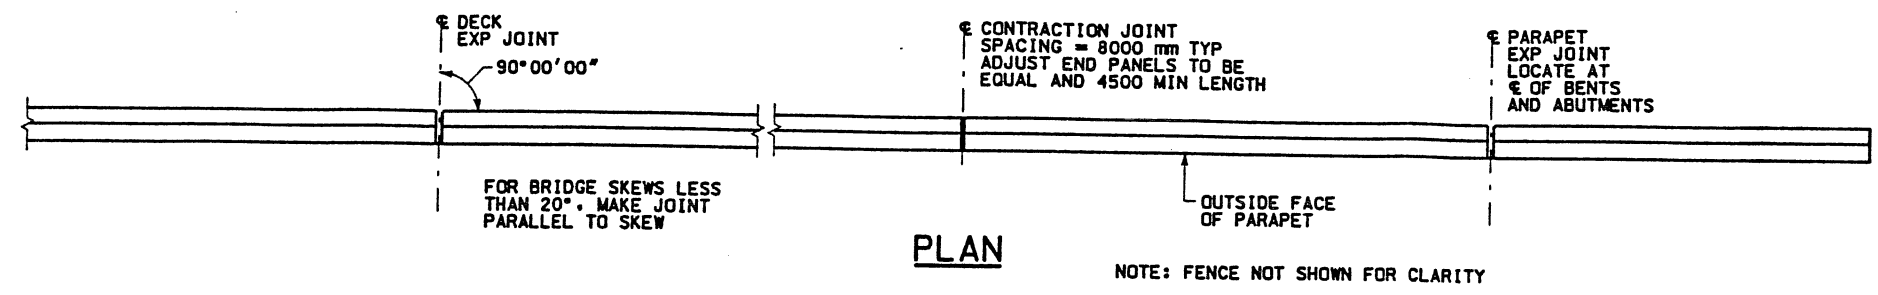 ℄ DECK
EXP JOINT
90°00'00"
℄ CONTRACTION JOINT
SPACING = 8000 mm TYP
ADJUST END PANELS TO BE
EQUAL AND 4500 MIN LENGTH
℄ PARAPET
EXP JOINT
LOCATE AT
℄ OF BENTS
AND ABUTMENTS
FOR BRIDGE SKEWS LESS
THAN 20°, MAKE JOINT
PARALLEL TO SKEW
OUTSIDE FACE
OF PARAPET
PLAN
NOTE: FENCE NOT SHOWN FOR CLARITY